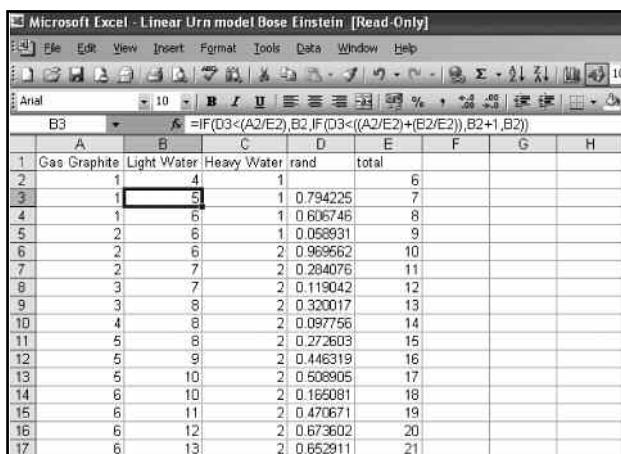 Microsoft Excel - Linear Urn model Bose Einstein [Read-Only]
File Edit View Insert Format Tools Data Window Help
Arial 10 B I U
B3 fx =IF(D3<(A2/E2),B2,IF(D3<((A2/E2)+(B2/E2)),B2+1,B2))
A B C D E F G H
1 Gas Graphite Light Water Heavy Water rand total
2 1 4 1 6
3 1 5 1 0.794225 7
4 1 6 1 0.606746 8
5 2 6 1 0.058931 9
6 2 6 2 0.969562 10
7 2 7 2 0.284076 11
8 3 7 2 0.119042 12
9 3 8 2 0.320017 13
10 4 8 2 0.097756 14
11 5 8 2 0.272603 15
12 5 9 2 0.446319 16
13 5 10 2 0.508905 17
14 6 10 2 0.165081 18
15 6 11 2 0.470671 19
16 6 12 2 0.673602 20
17 6 13 2 0.652911 21